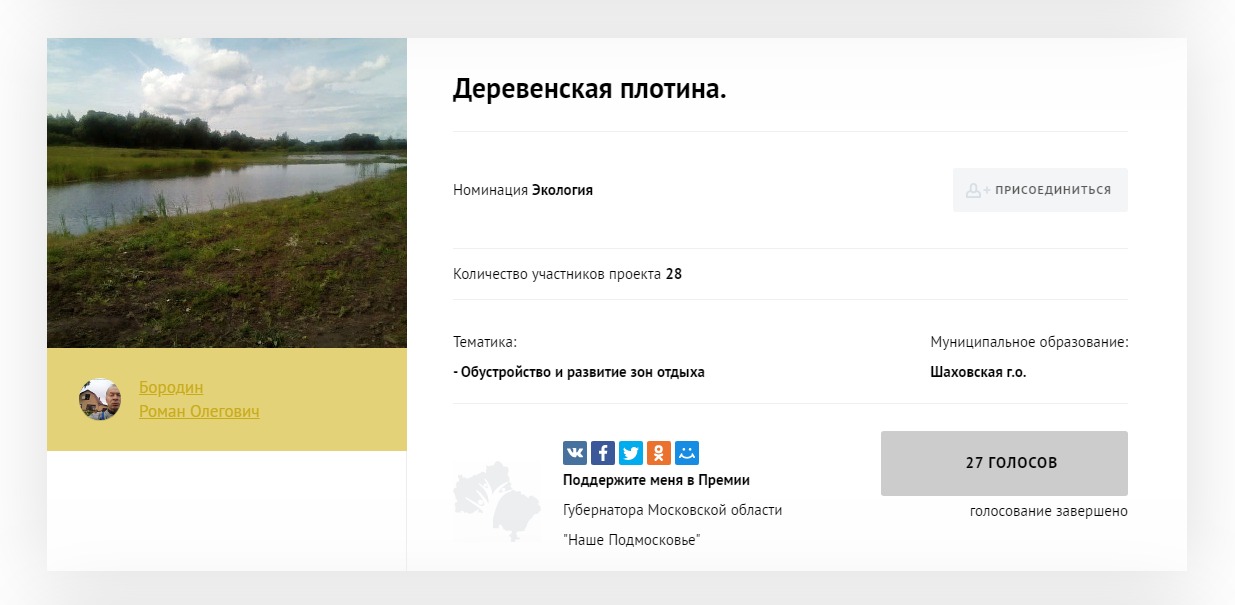 Деревенская плотина.
Номинация Экология
+ ПРИСОЕДИНИТЬСЯ
Количество участников проекта 28
Тематика:
- Обустройство и развитие зон отдыха
Муниципальное образование:
Шаховская г.о.
Бородин
Роман Олегович
Поддержите меня в Премии
Губернатора Московской области
"Наше Подмосковье"
27 ГОЛОСОВ
голосование завершено